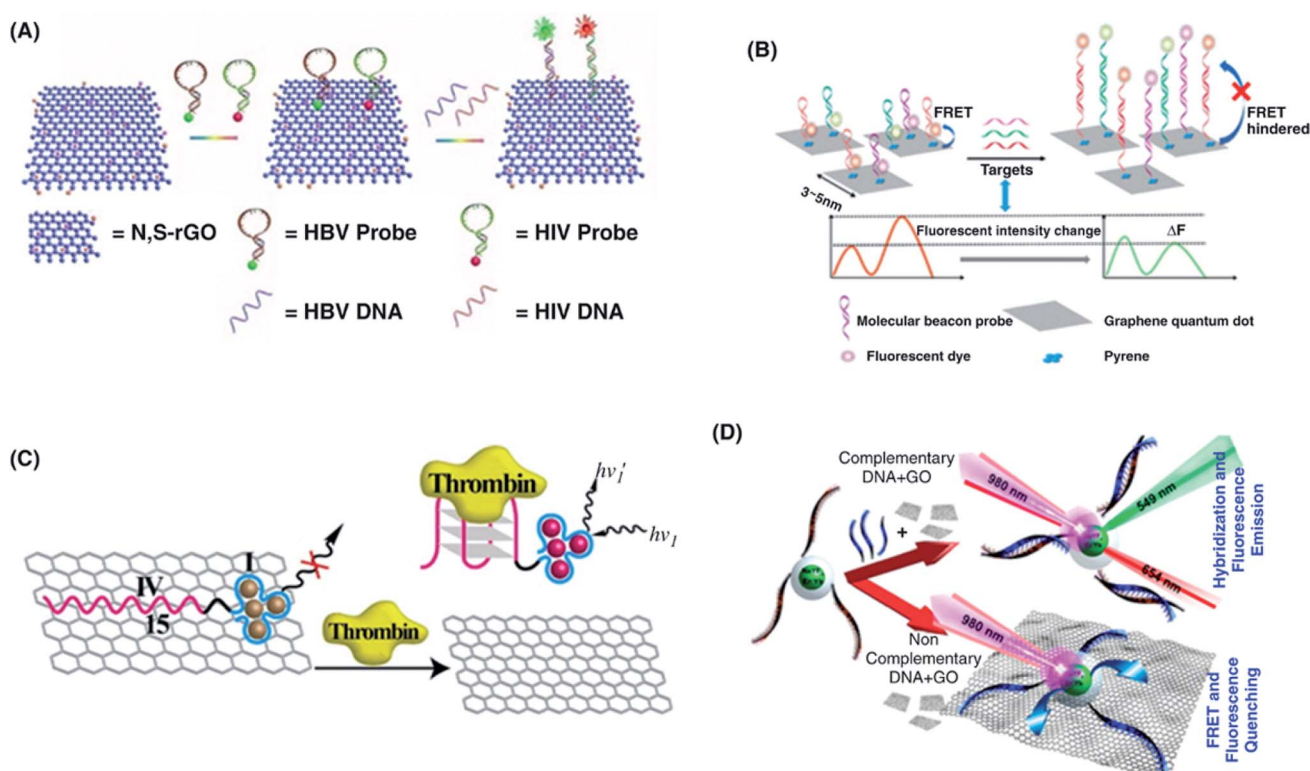 (A)
= N,S-rGO
= HBV Probe
= HIV Probe
= HBV DNA
= HIV DNA
(B)
FRET
FRET
hindered
Targets
3~5nm
Fluorescent intensity change
ΔF
Molecular beacon probe
Graphene quantum dot
Fluorescent dye
Pyrene
(C)
Thrombin
hν₁′
hν₁
I
IV
15
Thrombin
(D)
Complementary
DNA+GO
+
980 nm
549 nm
654 nm
Hybridization and
Fluorescence
Emission
Non
Complementary
DNA+GO
980 nm
FRET and
Fluorescence
Quenching